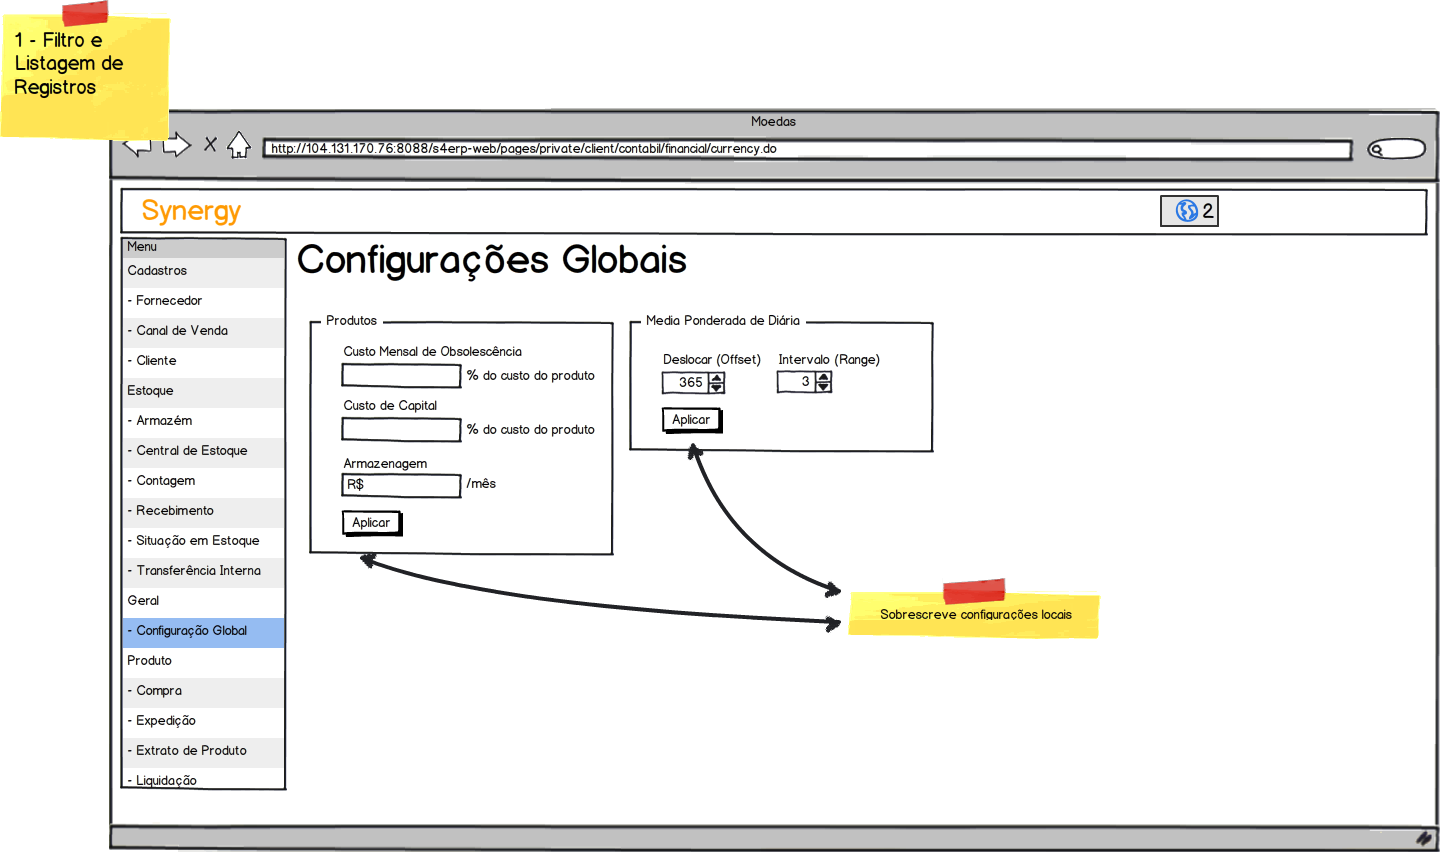 1 - Filtro e
Listagem de
Registros
Moedas
http://104.131.170.76:8088/s4erp-web/pages/private/client/contabil/financial/currency.do
Synergy
2
Menu
Cadastros
- Fornecedor
- Canal de Venda
- Cliente
Estoque
- Armazém
- Central de Estoque
- Contagem
- Recebimento
- Situação em Estoque
- Transferência Interna
Geral
- Configuração Global
Produto
- Compra
- Expedição
- Extrato de Produto
- Liquidação
Configurações Globais
Produtos
Custo Mensal de Obsolescência
% do custo do produto
Custo de Capital
% do custo do produto
Armazenagem
R$ /mês
Aplicar
Media Ponderada de Diária
Deslocar (Offset) Intervalo (Range)
365 3
Aplicar
Sobrescreve configurações locais